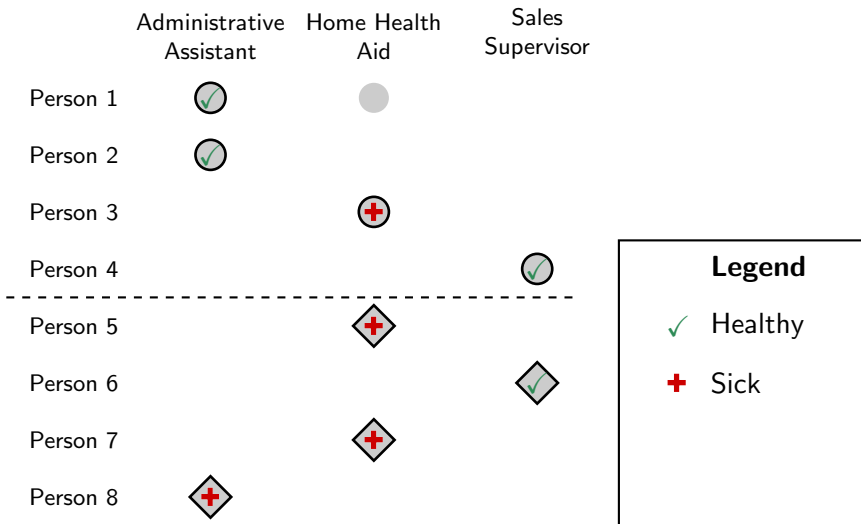 Administrative Assistant
Home Health Aid
Sales Supervisor
Person 1
Person 2
Person 3
Person 4
Person 5
Person 6
Person 7
Person 8
Legend
Healthy
Sick